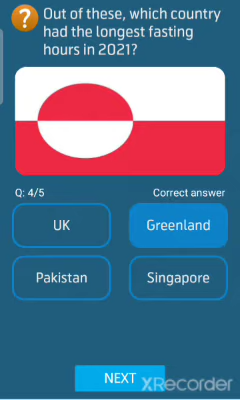 ?
Out of these, which country
had the longest fasting
hours in 2021?
Q: 4/5
Correct answer
UK
Greenland
Pakistan
Singapore
NEXT
XRecorder